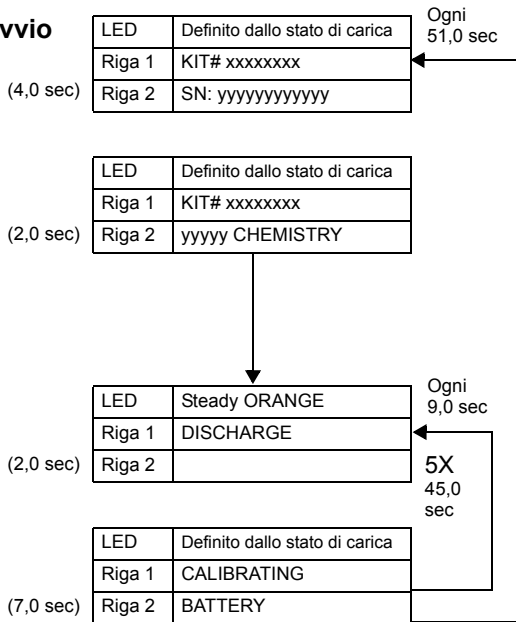 vvio
LED Definito dallo stato di carica
Riga 1 KIT# xxxxxxxx
(4,0 sec) Riga 2 SN: yyyyyyyyyyyy
Ogni
51,0 sec
LED Definito dallo stato di carica
Riga 1 KIT# xxxxxxxx
(2,0 sec) Riga 2 yyyyy CHEMISTRY
LED Steady ORANGE
Riga 1 DISCHARGE
(2,0 sec) Riga 2
Ogni
9,0 sec
5X
45,0
sec
LED Definito dallo stato di carica
Riga 1 CALIBRATING
(7,0 sec) Riga 2 BATTERY